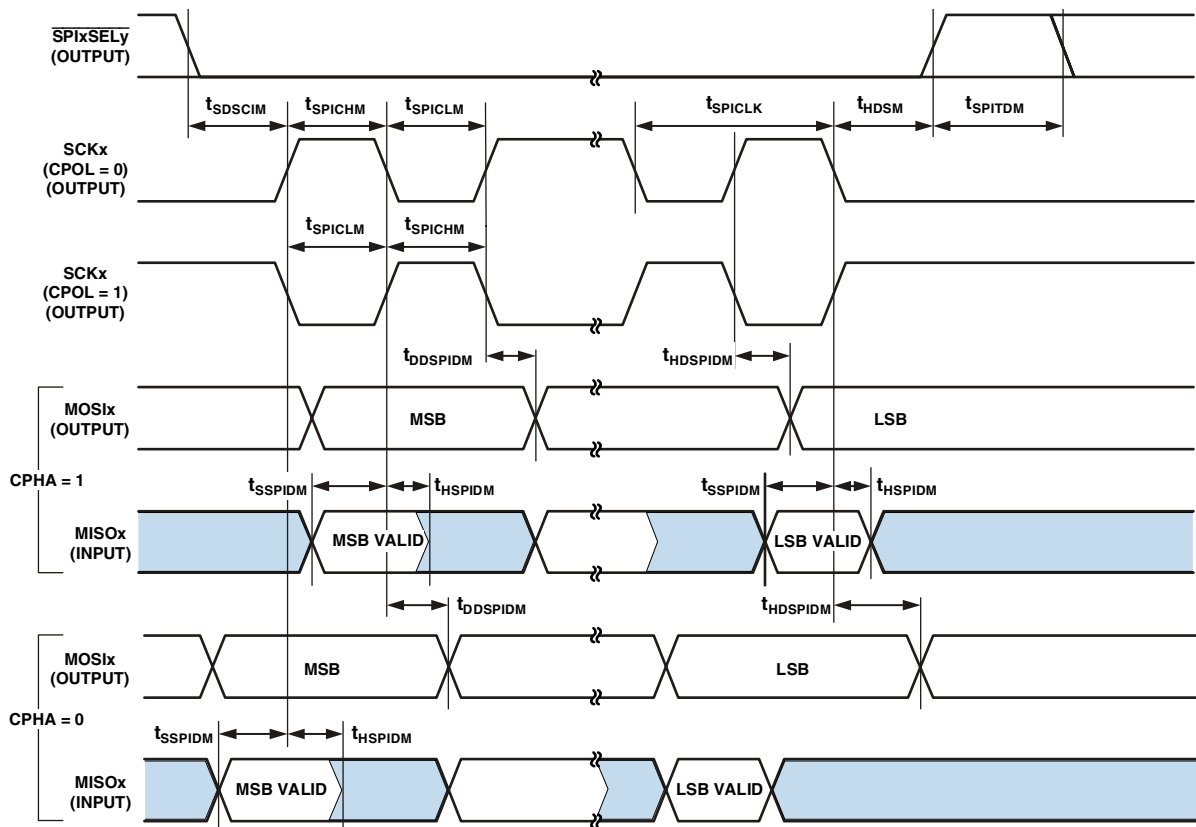 SPIxSELy
(OUTPUT)
tSDSCIM tSPICHM tSPICLM tSPICLK tHDSM tSPITDM
SCKx
(CPOL = 0)
(OUTPUT)
tSPICLM tSPICHM
SCKx
(CPOL = 1)
(OUTPUT)
tDDSPIDM tHDSPIDM
MOSIx
(OUTPUT)
MSB LSB
CPHA = 1
tSSPIDM tHSPIDM tSSPIDM tHSPIDM
MISOx
(INPUT)
MSB VALID LSB VALID
tDDSPIDM tHDSPIDM
MOSIx
(OUTPUT)
MSB LSB
CPHA = 0
tSSPIDM tHSPIDM
MISOx
(INPUT)
MSB VALID LSB VALID